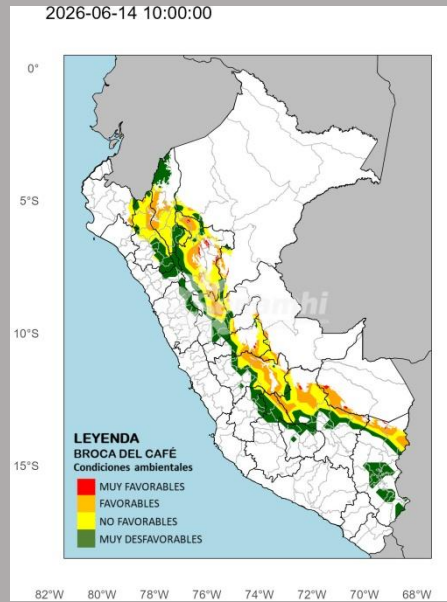 2026-06-14 10:00:00
0°
5°S
10°S
15°S
LEYENDA
BROCA DEL CAFÉ
Condiciones ambientales
MUY FAVORABLES
FAVORABLES
NO FAVORABLES
MUY DESFAVORABLES
82°W 80°W 78°W 76°W 74°W 72°W 70°W 68°W